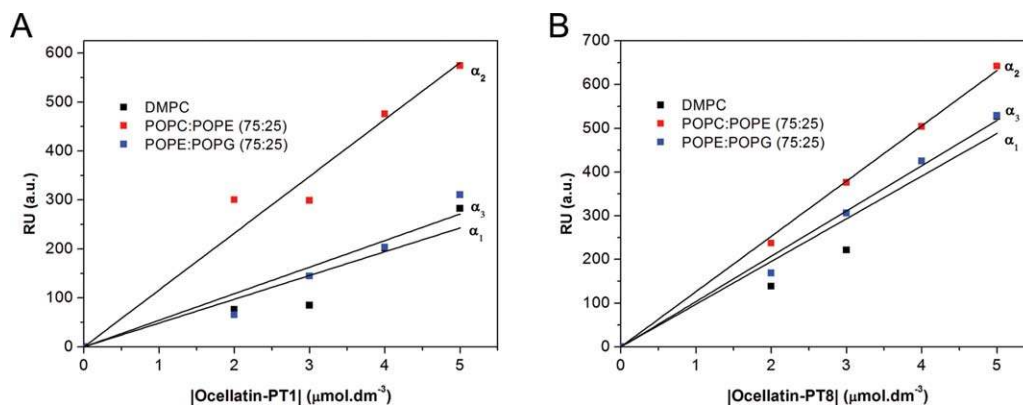 A
RU (a.u.)
600
500
400
300
200
100
0
DMPC
POPC:POPE (75:25)
POPE:POPG (75:25)
α₂
α₃
α₁
0 1 2 3 4 5
|Ocellatin-PT1| (μmol.dm⁻³)
B
RU (a.u.)
700
600
500
400
300
200
100
0
DMPC
POPC:POPE (75:25)
POPE:POPG (75:25)
α₂
α₃
α₁
0 1 2 3 4 5
|Ocellatin-PT8| (μmol.dm⁻³)